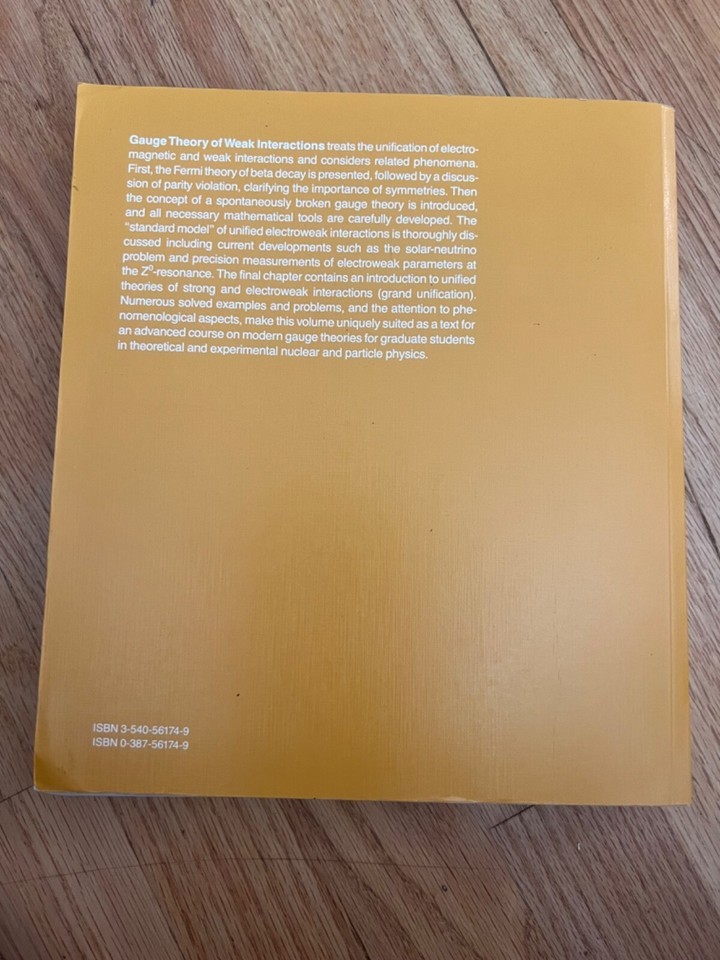 Gauge Theory of Weak Interactions treats the unification of electro-
magnetic and weak interactions and considers related phenomena.
First, the Fermi theory of beta decay is presented, followed by a discus-
sion of parity violation, clarifying the importance of symmetries. Then
the concept of a spontaneously broken gauge theory is introduced,
and all necessary mathematical tools are carefully developed. The
"standard model" of unified electroweak interactions is thoroughly dis-
cussed including current developments such as the solar-neutrino
problem and precision measurements of electroweak parameters at
the Z⁰-resonance. The final chapter contains an introduction to unified
theories of strong and electroweak interactions (grand unification).
Numerous solved examples and problems, and the attention to phe-
nomenological aspects, make this volume uniquely suited as a text for
an advanced course on modern gauge theories for graduate students
in theoretical and experimental nuclear and particle physics.
ISBN 3-540-56174-9
ISBN 0-387-56174-9